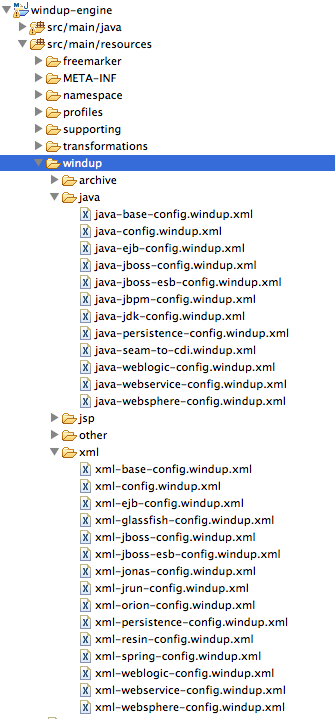 windup-engine
src/main/java
src/main/resources
freemarker
META-INF
namespace
profiles
supporting
transformations
windup
archive
java
java-base-config.windup.xml
java-config.windup.xml
java-ejb-config.windup.xml
java-jboss-config.windup.xml
java-jboss-esb-config.windup.xml
java-jbpm-config.windup.xml
java-jdk-config.windup.xml
java-persistence-config.windup.xml
java-seam-to-cdi.windup.xml
java-weblogic-config.windup.xml
java-webservice-config.windup.xml
java-websphere-config.windup.xml
jsp
other
xml
xml-base-config.windup.xml
xml-config.windup.xml
xml-ejb-config.windup.xml
xml-glassfish-config.windup.xml
xml-jboss-config.windup.xml
xml-jboss-esb-config.windup.xml
xml-jonas-config.windup.xml
xml-jrun-config.windup.xml
xml-orion-config.windup.xml
xml-persistence-config.windup.xml
xml-resin-config.windup.xml
xml-spring-config.windup.xml
xml-weblogic-config.windup.xml
xml-webservice-config.windup.xml
xml-websphere-config.windup.xml